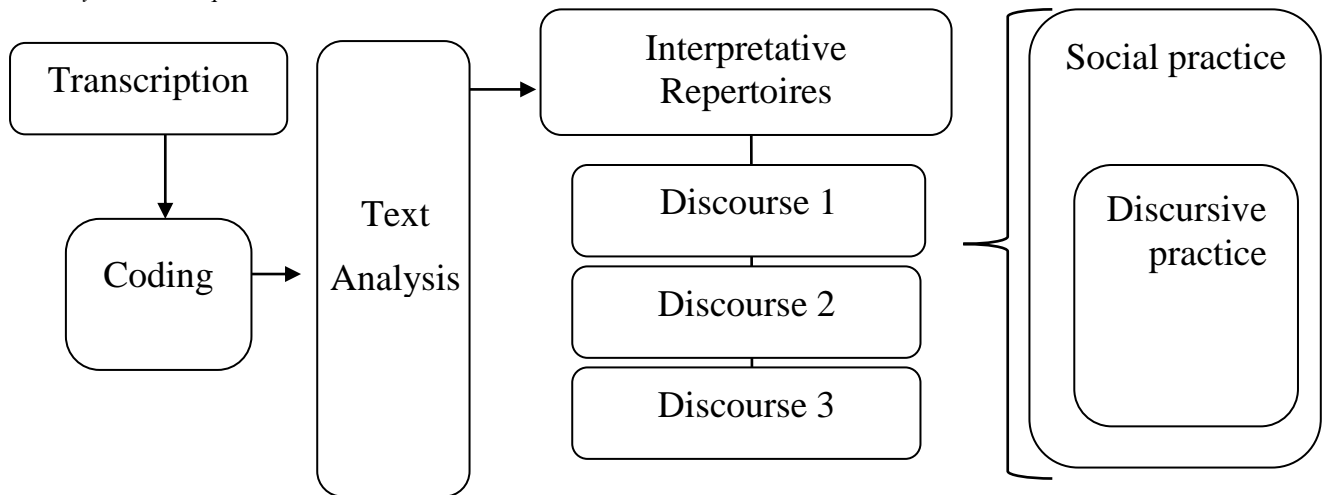 Transcription
Coding
Text
Analysis
Interpretative
Repertoires
Discourse 1
Discourse 2
Discourse 3
Social practice
Discursive
practice